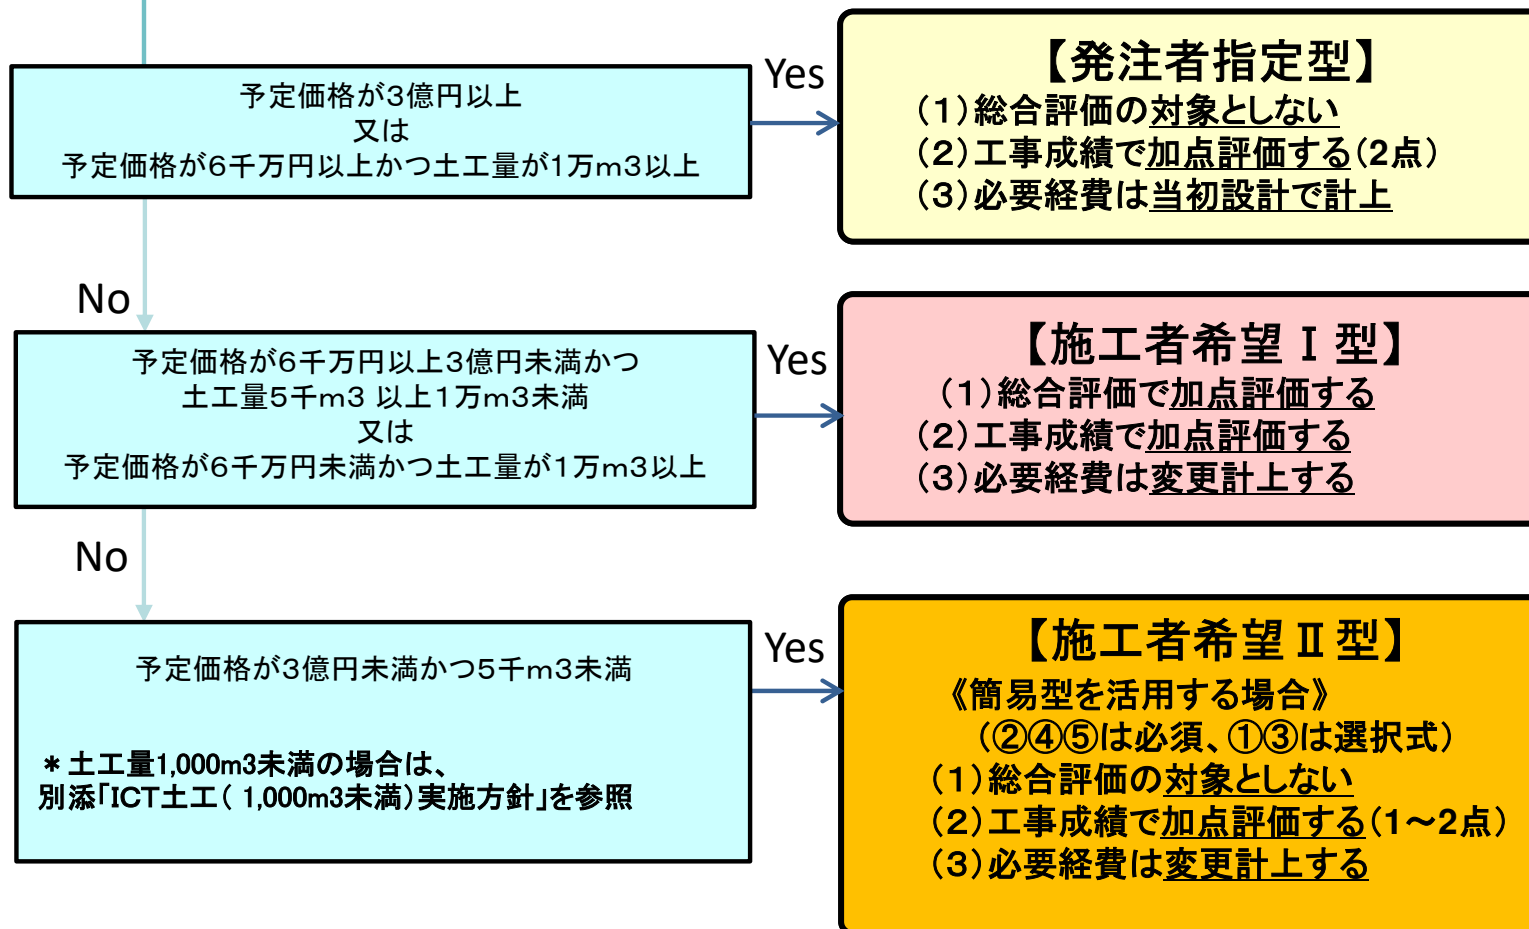 予定価格が3億円以上
又は
予定価格が6千万円以上かつ土工量が1万m3以上
Yes
【発注者指定型】
(1)総合評価の対象としない
(2)工事成績で加点評価する(2点)
(3)必要経費は当初設計で計上
No
予定価格が6千万円以上3億円未満かつ
土工量5千m3 以上1万m3未満
又は
予定価格が6千万円未満かつ土工量が1万m3以上
Yes
【施工者希望Ⅰ型】
(1)総合評価で加点評価する
(2)工事成績で加点評価する
(3)必要経費は変更計上する
No
予定価格が3億円未満かつ5千m3未満
*土工量1,000m3未満の場合は、
別添「ICT土工( 1,000m3未満)実施方針」を参照
Yes
【施工者希望Ⅱ型】
《簡易型を活用する場合》
(②④⑤は必須、①③は選択式)
(1)総合評価の対象としない
(2)工事成績で加点評価する(1~2点)
(3)必要経費は変更計上する